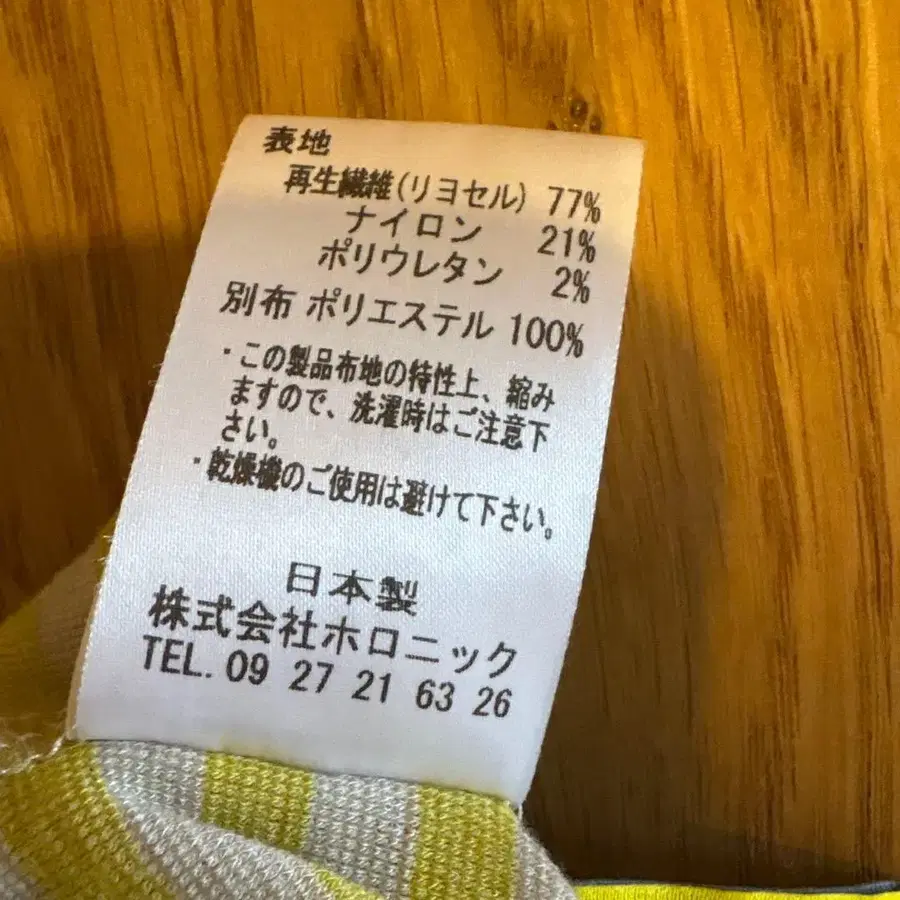 表地
再生繊維(リヨセル) 77%
ナイロン 21%
ポリウレタン 2%
別布 ポリエステル 100%
・この製品布地の特性上、縮み
ますので、洗濯時はご注意下
さい。
・乾燥機のご使用は避けて下さい。
日本製
株式会社ホロニック
TEL. 09 27 21 63 26